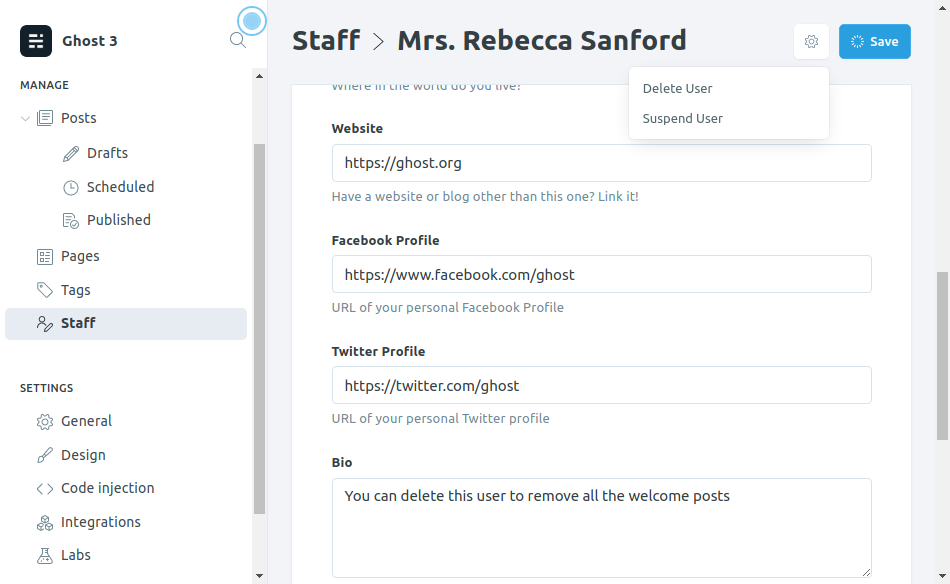 Ghost 3
MANAGE
Posts
Drafts
Scheduled
Published
Pages
Tags
Staff
SETTINGS
General
Design
Code injection
Integrations
Labs
Staff > Mrs. Rebecca Sanford
Save
Delete User
Suspend User
Where in the world do you live?
Website
https://ghost.org
Have a website or blog other than this one? Link it!
Facebook Profile
https://www.facebook.com/ghost
URL of your personal Facebook Profile
Twitter Profile
https://twitter.com/ghost
URL of your personal Twitter profile
Bio
You can delete this user to remove all the welcome posts